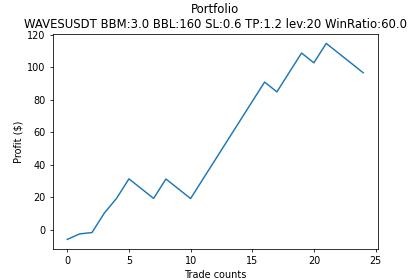 Portfolio
WAVESUSDT BBM:3.0 BBL:160 SL:0.6 TP:1.2 lev:20 WinRatio:60.0
120
100
80
60
40
20
0
Profit ($)
0 5 10 15 20 25
Trade counts